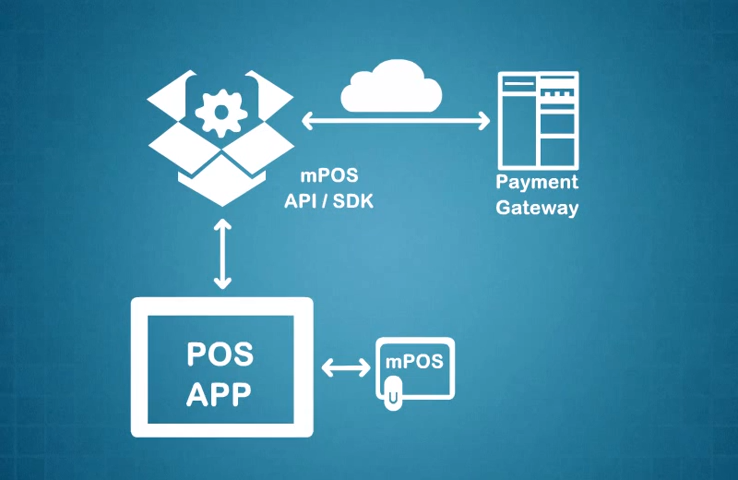 mPOS
API / SDK
Payment
Gateway
POS
APP
mPOS
U